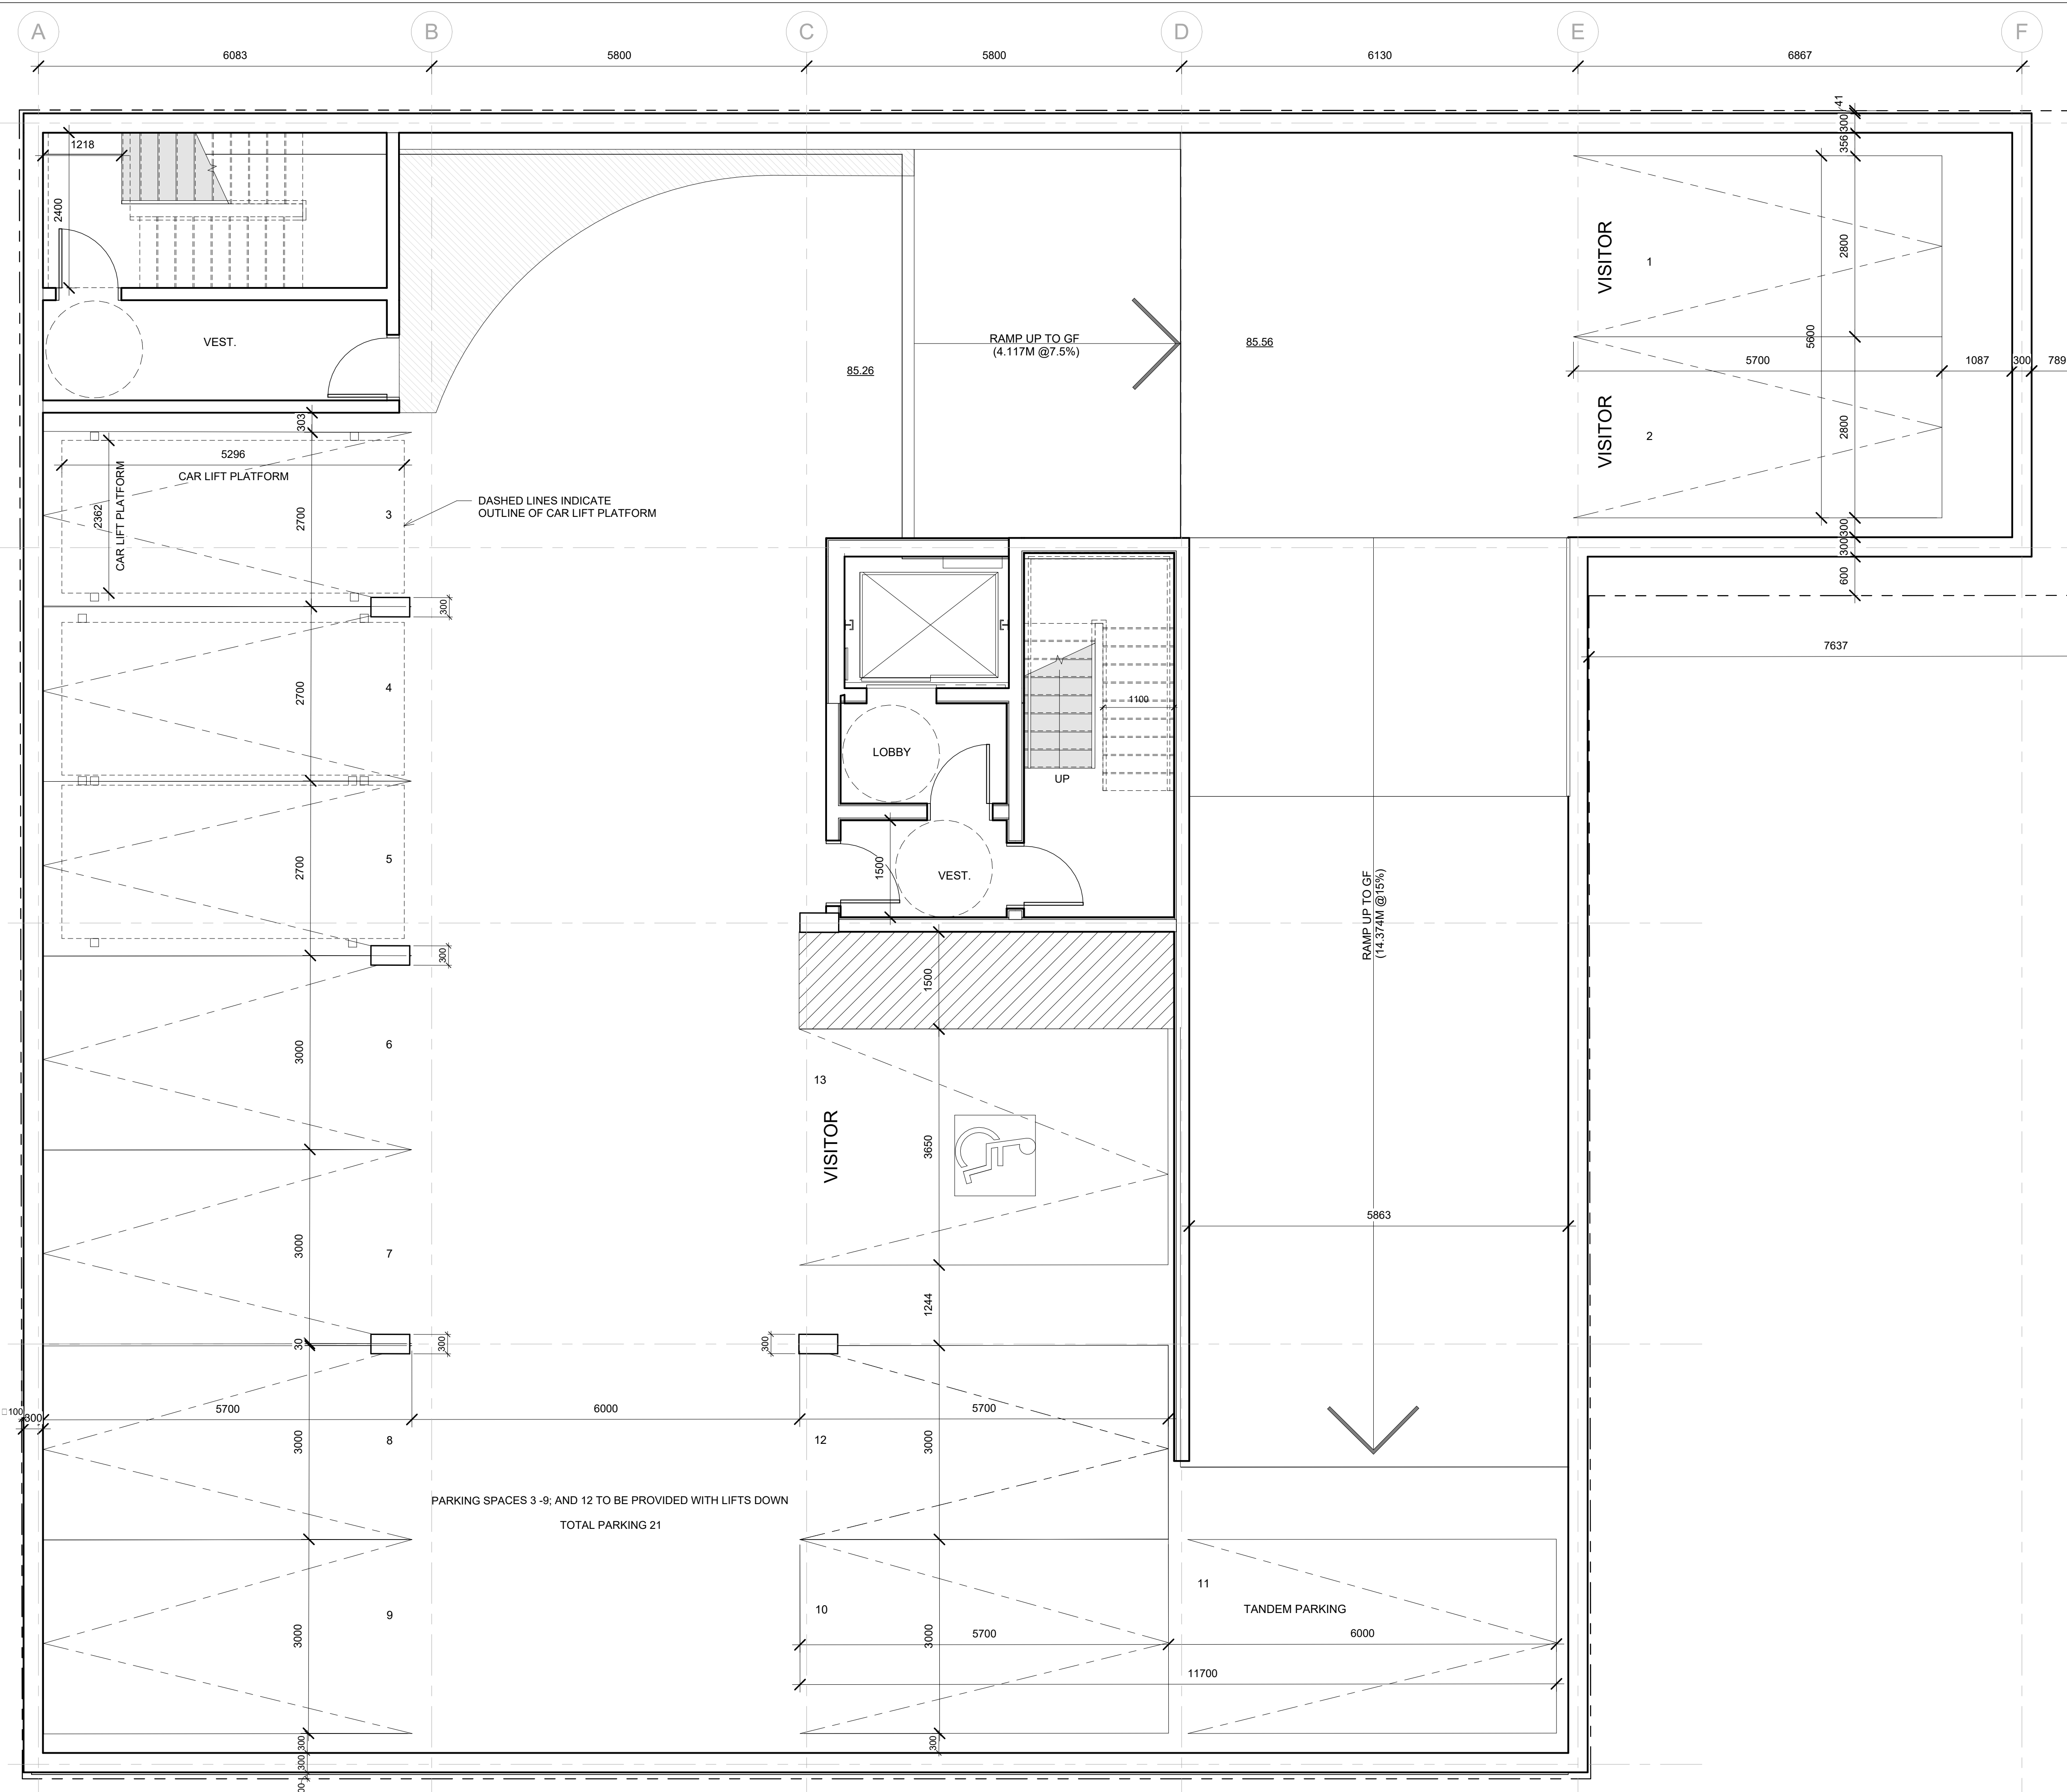 A
B
C
D
E
F
6083
5800
5800
6130
6867
41
300
356
1218
2400
VEST.
RAMP UP TO GF
(4.117M @7.5%)
85.26
85.56
VISITOR
1
2800
5600
5700
1087
300
789
VISITOR
2
2800
300
300
600
7637
303
5296
CAR LIFT PLATFORM
2362
CAR LIFT PLATFORM
2700
3
DASHED LINES INDICATE
OUTLINE OF CAR LIFT PLATFORM
300
2700
4
1100
LOBBY
UP
2700
5
1500
VEST.
RAMP UP TO GF
(14.374M @15%)
300
1500
3000
6
13
VISITOR
3650
5863
3000
7
1244
30
300
300
100
300
5700
6000
5700
3000
8
12
3000
PARKING SPACES 3 -9; AND 12 TO BE PROVIDED WITH LIFTS DOWN
TOTAL PARKING 21
11
TANDEM PARKING
3000
9
10
3000
5700
6000
11700
300
300
300